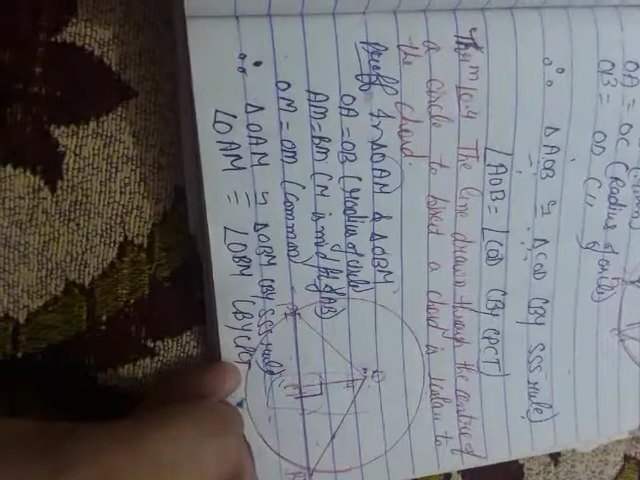 OA = OC (Radius of circle)
OB = OD ( " )
∴ ΔAOB ≅ ΔCOD (By SSS rule)
∠AOB = ∠COD (By CPCT)
Thym 10.4 The line drawn through the centre of
a circle to bisect a chord is
the chord.
Proof In ΔOAM & ΔOBM
OA = OB (Radius of circle)
AM = BM (M is mid pt of AB)
OM = OM (Common)
∴ ΔOAM ≅ ΔOBM (By SSS rule)
∠OAM = ∠OBM (By CPCT